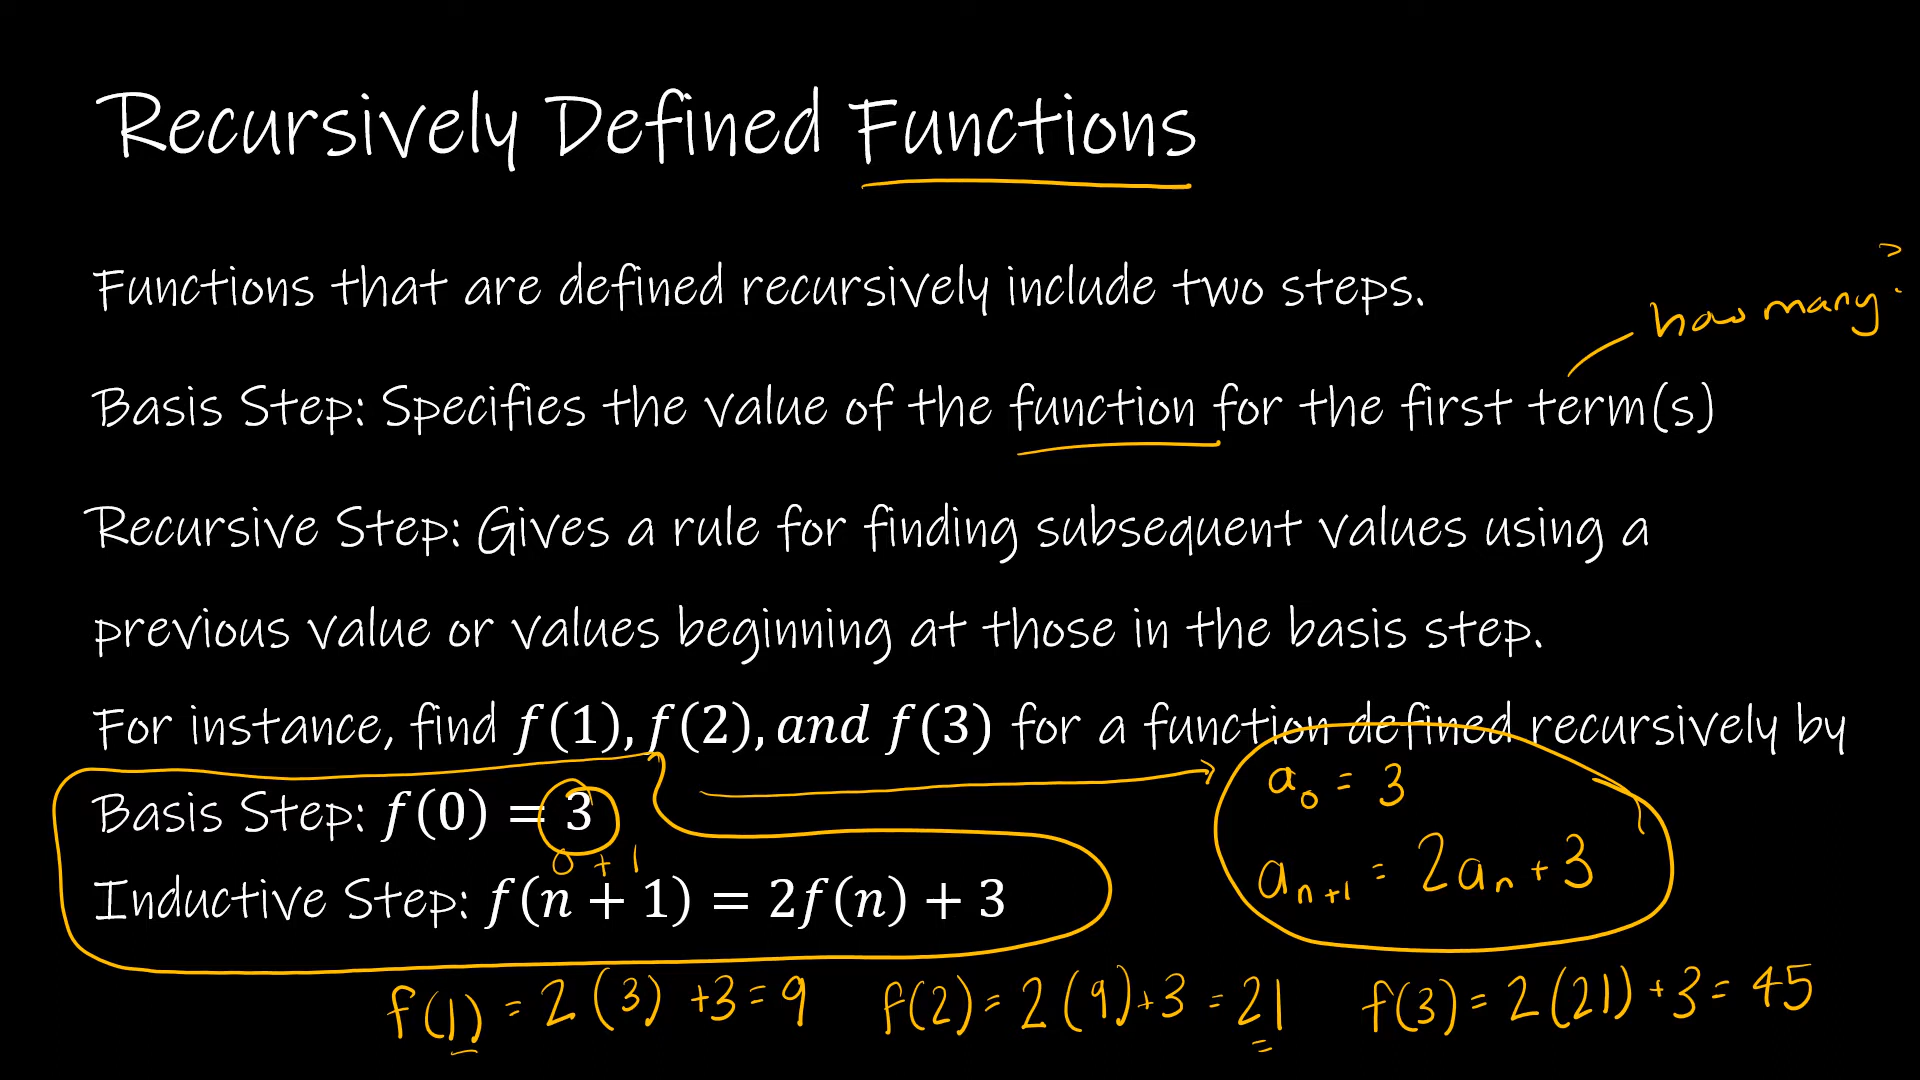 Recursively Defined Functions
Functions that are defined recursively include two steps.
how many?
Basis Step: Specifies the value of the function for the first term(s)
Recursive Step: Gives a rule for finding subsequent values using a
previous value or values beginning at those in the basis step.
For instance, find f(1), f(2), and f(3) for a function defined recursively by
Basis Step: f(0) = 3
a₀ = 3
0 + 1
Inductive Step: f(n + 1) = 2f(n) + 3
aₙ₊₁ = 2aₙ + 3
f(1) = 2(3) + 3 = 9 f(2) = 2(9) + 3 = 21 f(3) = 2(21) + 3 = 45